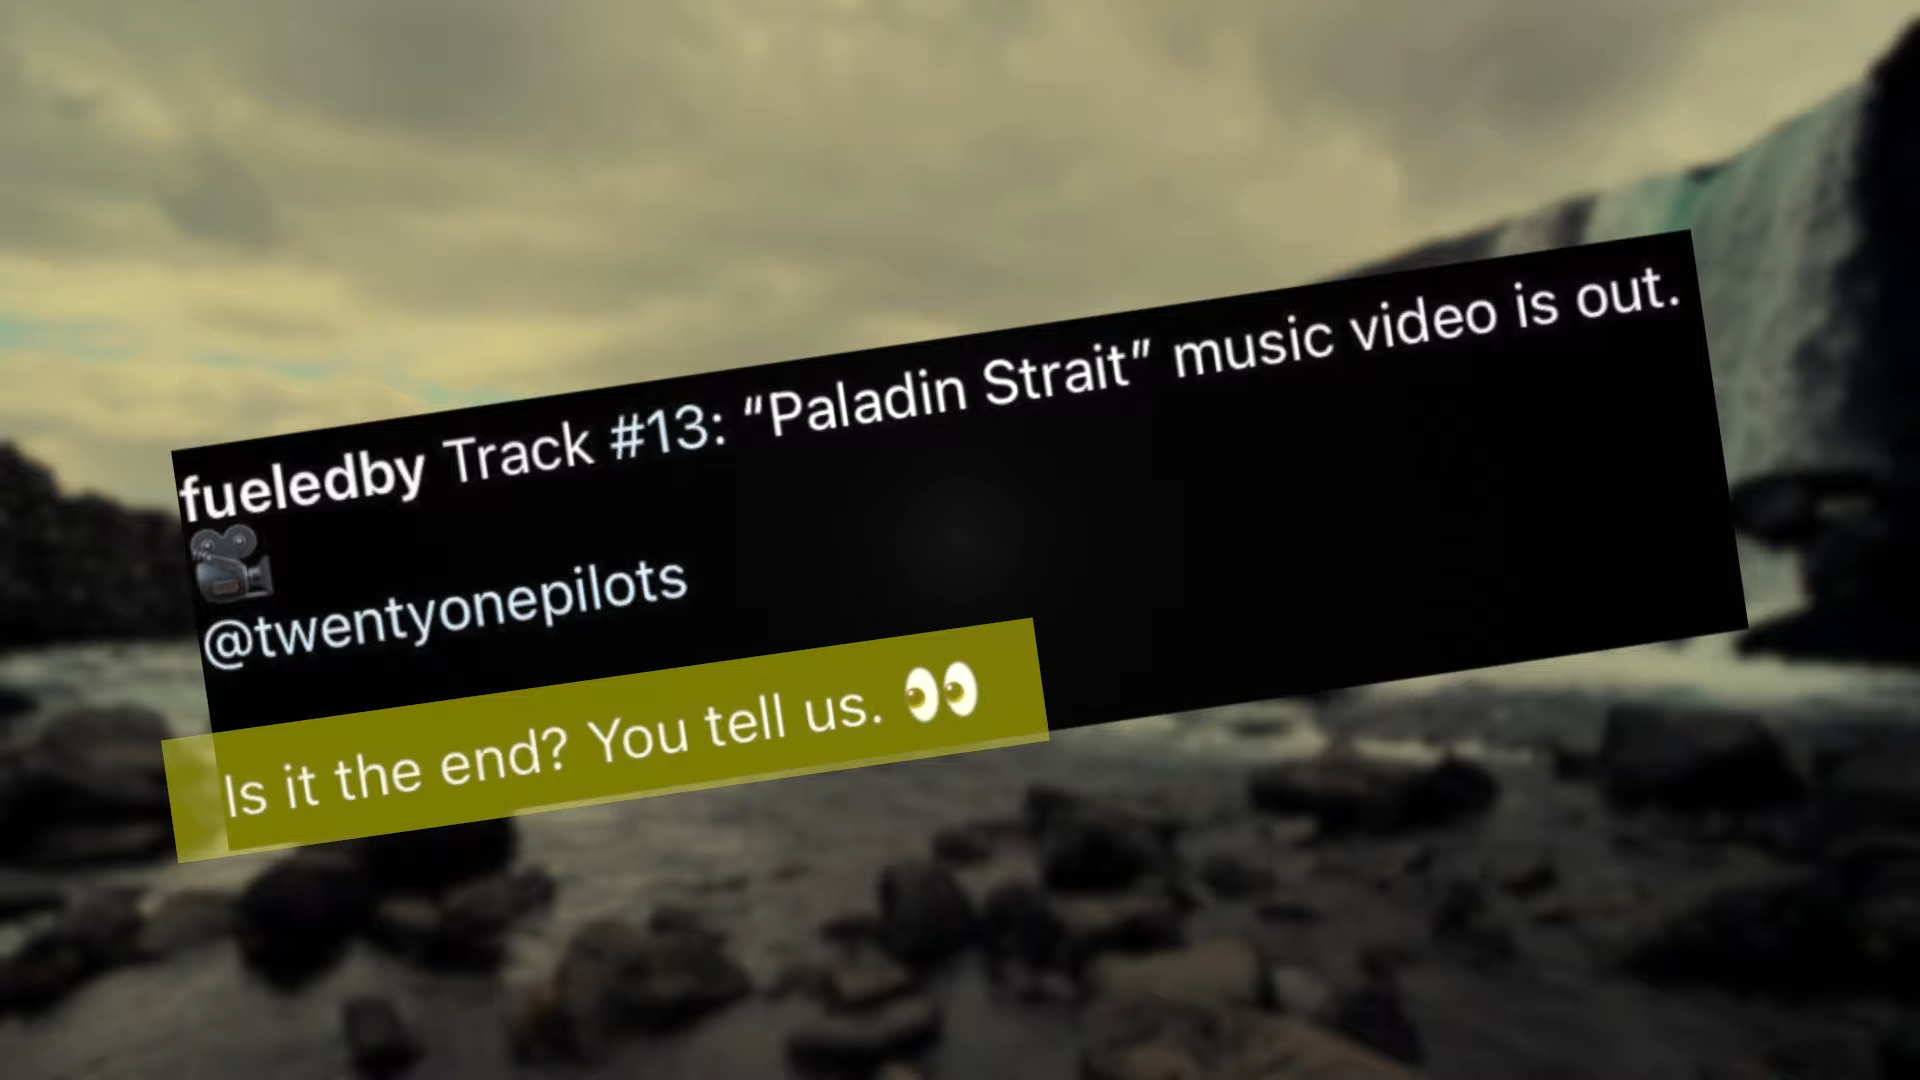 fueledby Track #13: “Paladin Strait” music video is out.
🎥
@twentyonepilots
Is it the end? You tell us. 👀